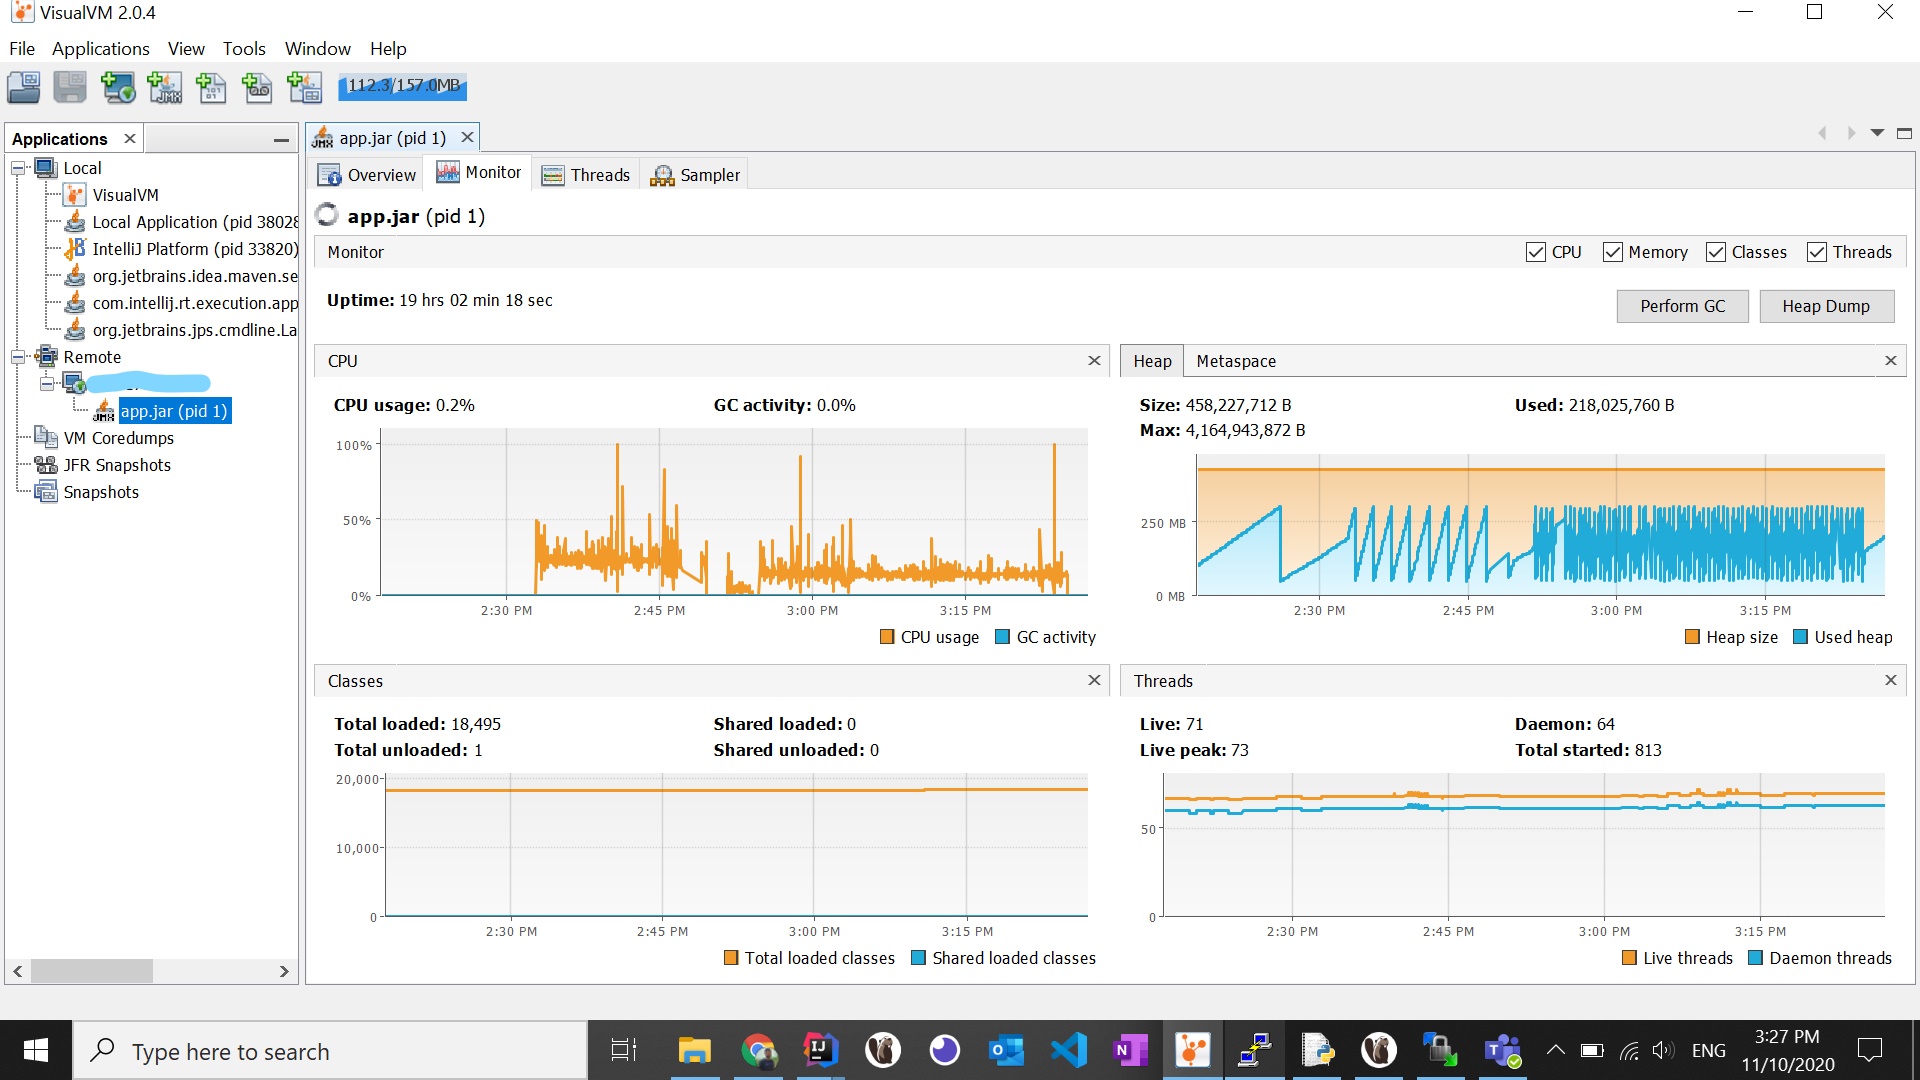 VisualVM 2.0.4
File Applications View Tools Window Help
112.3/157.0MB
Applications
Local
VisualVM
Local Application (pid 38028
IntelliJ Platform (pid 33820)
org.jetbrains.idea.maven.se
com.intellij.rt.execution.app
org.jetbrains.jps.cmdline.La
Remote
app.jar (pid 1)
VM Coredumps
JFR Snapshots
Snapshots
app.jar (pid 1)
Overview Monitor Threads Sampler
app.jar (pid 1)
Monitor
CPU Memory Classes Threads
Uptime: 19 hrs 02 min 18 sec
Perform GC Heap Dump
CPU
CPU usage: 0.2% GC activity: 0.0%
100%
50%
0%
2:30 PM 2:45 PM 3:00 PM 3:15 PM
CPU usage GC activity
Heap Metaspace
Size: 458,227,712 B Used: 218,025,760 B
Max: 4,164,943,872 B
250 MB
0 MB
2:30 PM 2:45 PM 3:00 PM 3:15 PM
Heap size Used heap
Classes
Total loaded: 18,495 Shared loaded: 0
Total unloaded: 1 Shared unloaded: 0
20,000
10,000
0
2:30 PM 2:45 PM 3:00 PM 3:15 PM
Total loaded classes Shared loaded classes
Threads
Live: 71 Daemon: 64
Live peak: 73 Total started: 813
50
0
2:30 PM 2:45 PM 3:00 PM 3:15 PM
Live threads Daemon threads
Type here to search
ENG
3:27 PM
11/10/2020